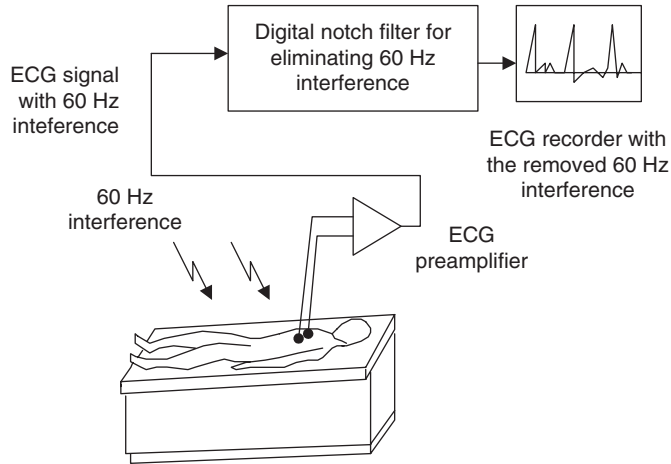 Digital notch filter for
eliminating 60 Hz
interference
ECG signal
with 60 Hz
inteference
ECG recorder with
the removed 60 Hz
interference
60 Hz
interference
ECG
preamplifier